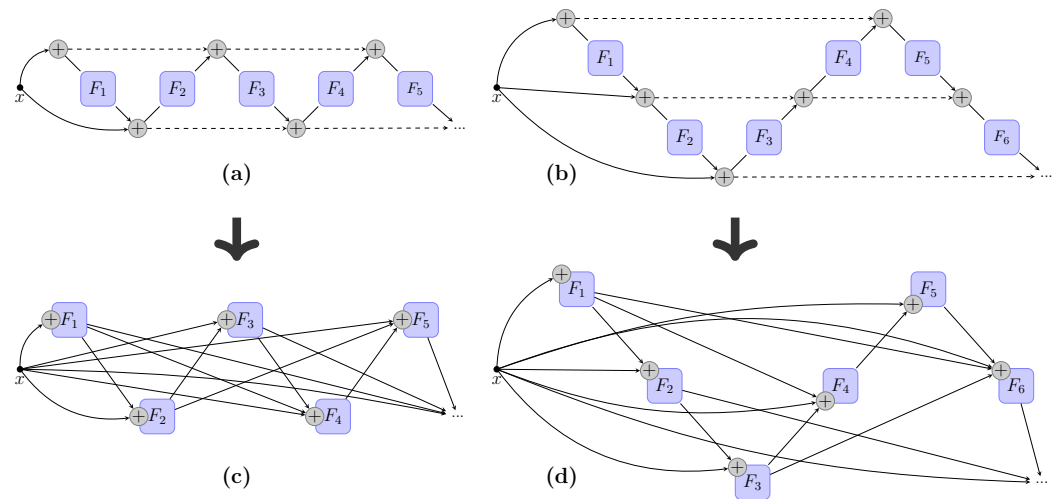 + + +
F₁ F₂ F₃ F₄ F₅
x
+ + ...
(a)
+ +
F₁ F₄ F₅
x + + +
F₂ F₃ F₆
+ ...
(b)
+ F₁ + F₃ + F₅
x
+ F₂ + F₄ ...
(c)
+ F₁ + F₅
x + F₂ + F₄ + F₆
+ F₃ ...
(d)